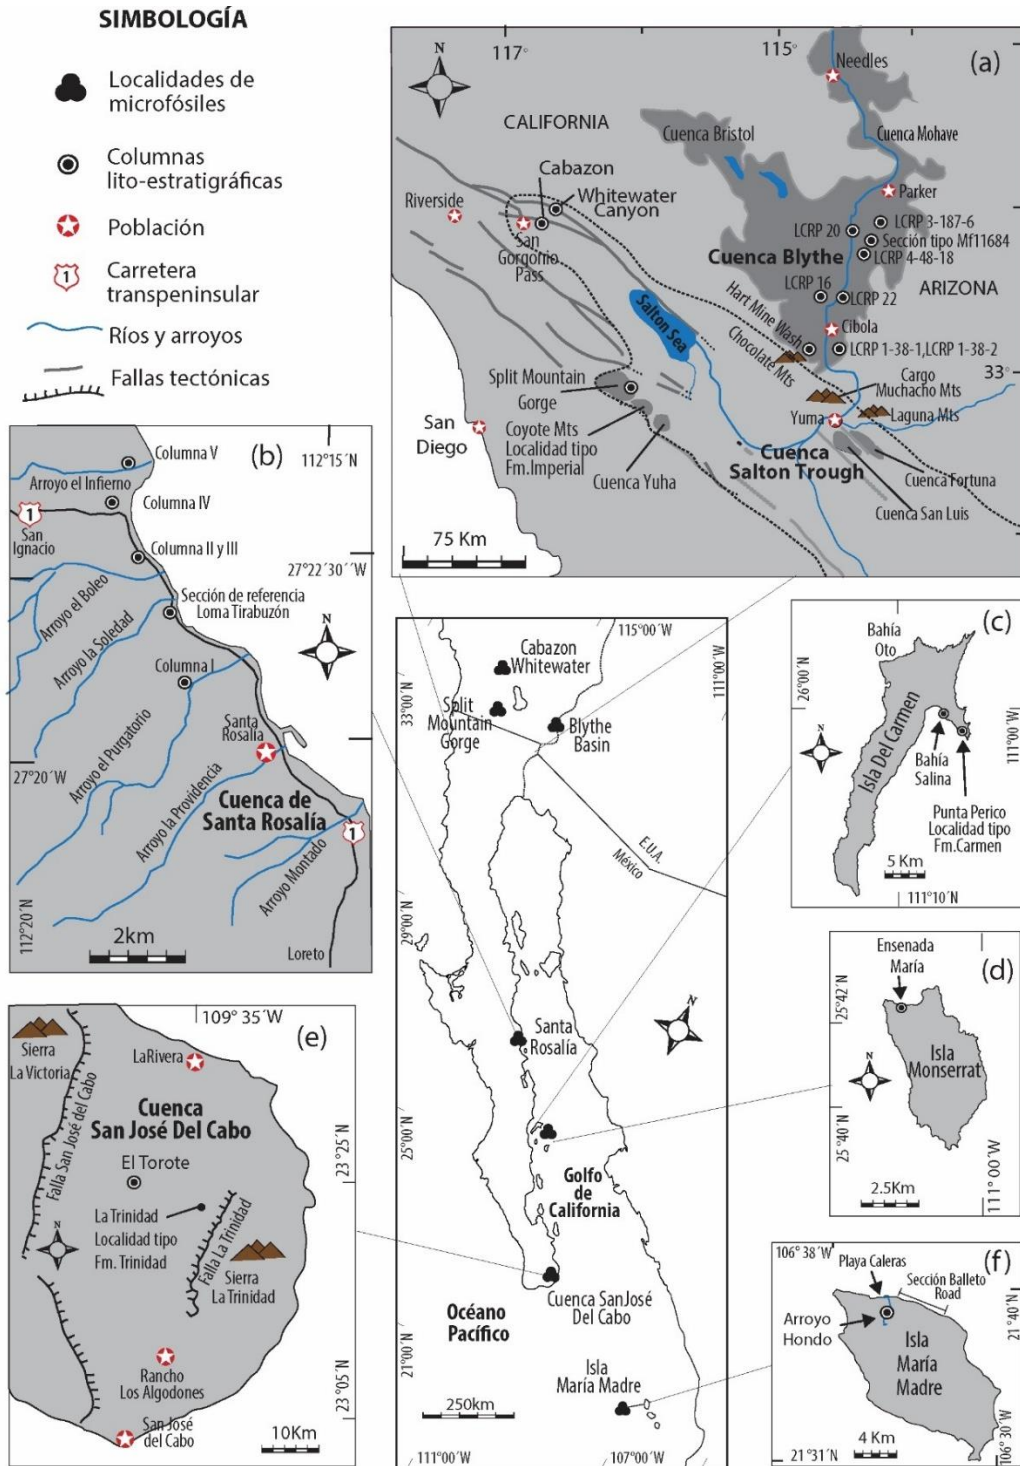 SIMBOLOGÍA
Localidades de
microfósiles
Columnas
lito-estratigráficas
Población
1
Carretera
transpeninsular
Ríos y arroyos
Fallas tectónicas
(a)
117°
115°
N
CALIFORNIA
Needles
Cuenca Bristol
Cuenca Mohave
Cabazon
Whitewater
Canyon
Riverside
San
Gorgonio
Pass
Parker
LCRP 3-187-6
LCRP 20
Sección tipo Mf11684
LCRP 4-48-18
Cuenca Blythe
LCRP 16
LCRP 22
ARIZONA
Hart Mine Wash
Cibola
Salton Sea
Chocolate Mts
LCRP 1-38-1,LCRP 1-38-2
33°
Split Mountain
Gorge
Cargo
Muchacho Mts
Yuma
Laguna Mts
San
Diego
Coyote Mts
Localidad tipo
Fm.Imperial
Cuenca
Salton Trough
Cuenca Yuha
Cuenca Fortuna
Cuenca San Luis
75 Km
(b)
112°15´N
Columna V
Arroyo el Infierno
Columna IV
1
San
Ignacio
Columna II y III
27°22´30´´W
Arroyo el Boleo
Sección de referencia
Loma Tirabuzón
Arroyo la Soledad
N
Columna I
Arroyo el Purgatorio
Santa
Rosalía
27°20´W
Arroyo la Providencia
Cuenca de
Santa Rosalía
1
Arroyo Montado
112°20´N
2km
Loreto
115°00´W
111°00´W
Cabazon
Whitewater
33°00´N
Split
Mountain
Gorge
Blythe
Basin
E.U.A.
México
29°00´N
N
Santa
Rosalía
25°00´N
Golfo
de
California
Cuenca SanJosé
Del Cabo
Océano
Pacífico
21°00´N
Isla
María Madre
250km
111°00´W
107°00´W
(c)
Bahía
Oto
26°00´N
N
Isla Del Carmen
111°00´W
Bahía
Salina
Punta Perico
Localidad tipo
Fm.Carmen
5 Km
111°10´N
(d)
Ensenada
María
25°42´N
Isla
Monserrat
N
25°40´N
2.5Km
111°00´W
(e)
109°35´W
Sierra
La Victoria
LaRivera
Falla San José del Cabo
Cuenca
San José Del Cabo
El Torote
23°25´N
La Trinidad
Localidad tipo
Fm. Trinidad
N
Falla La Trinidad
Sierra
La Trinidad
Rancho
Los Algodones
23°05´N
San José
del Cabo
10Km
(f)
106°38´W
Playa Caleras
Sección Balleto
Road
21°40´N
Arroyo
Hondo
Isla
María
Madre
N
4 Km
21°31´N
106°30´W